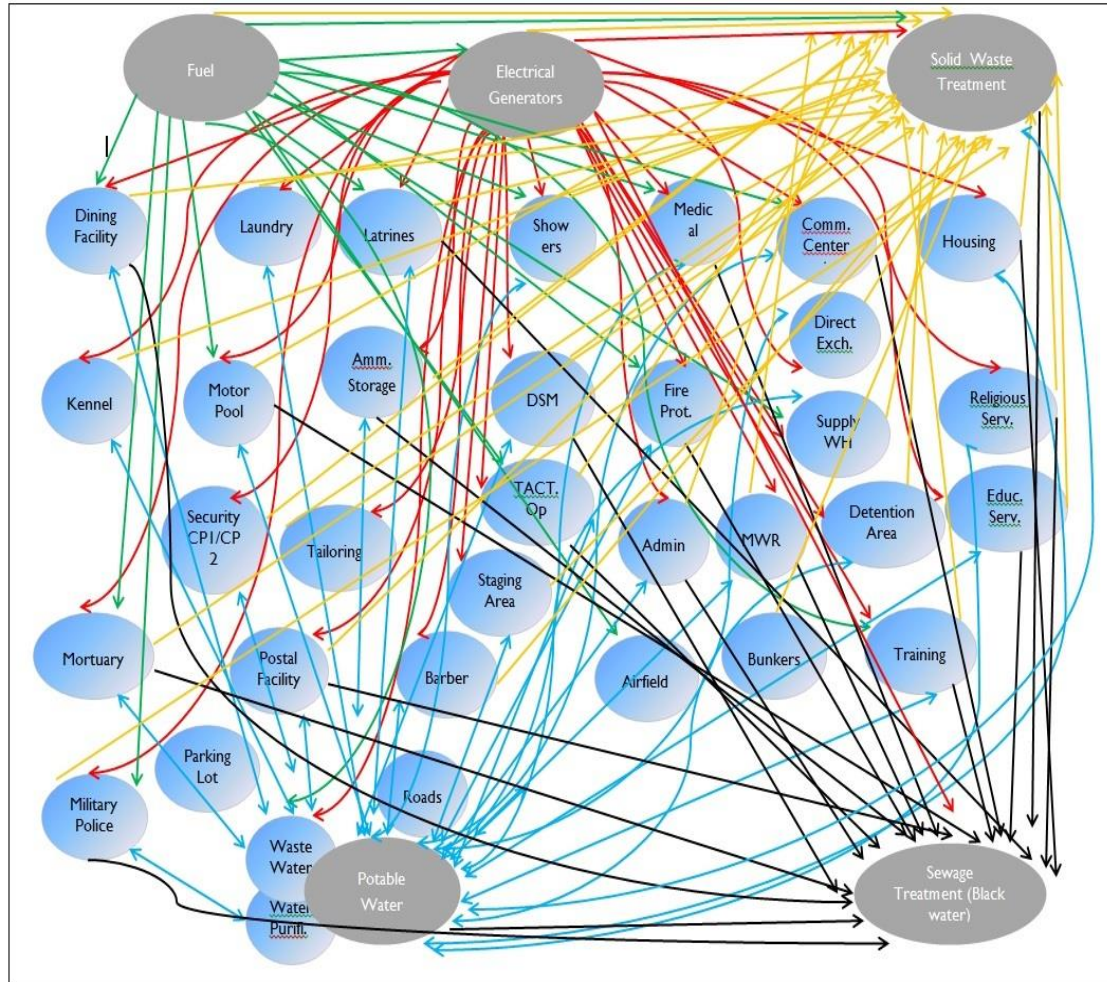 Fuel
Electrical
Generators
Solid Waste
Treatment
Dining
Facility
Laundry
Latrines
Show
ers
Medic
al
Comm.
Center
.
Housing
Direct
Exch.
Kennel
Motor
Pool
Amm.
Storage
DSM
Fire
Prot.
Supply
WH
Religious
Serv.
Security
CP1/CP
2
Tailoring
TACT.
Op
Admin
MWR
Detention
Area
Educ.
Serv.
Staging
Area
Mortuary
Postal
Facility
Barber
Airfield
Bunkers
Training
Parking
Lot
Military
Police
Roads
Waste
Water
Water
Purifi.
Potable
Water
Sewage
Treatment (Black
water)